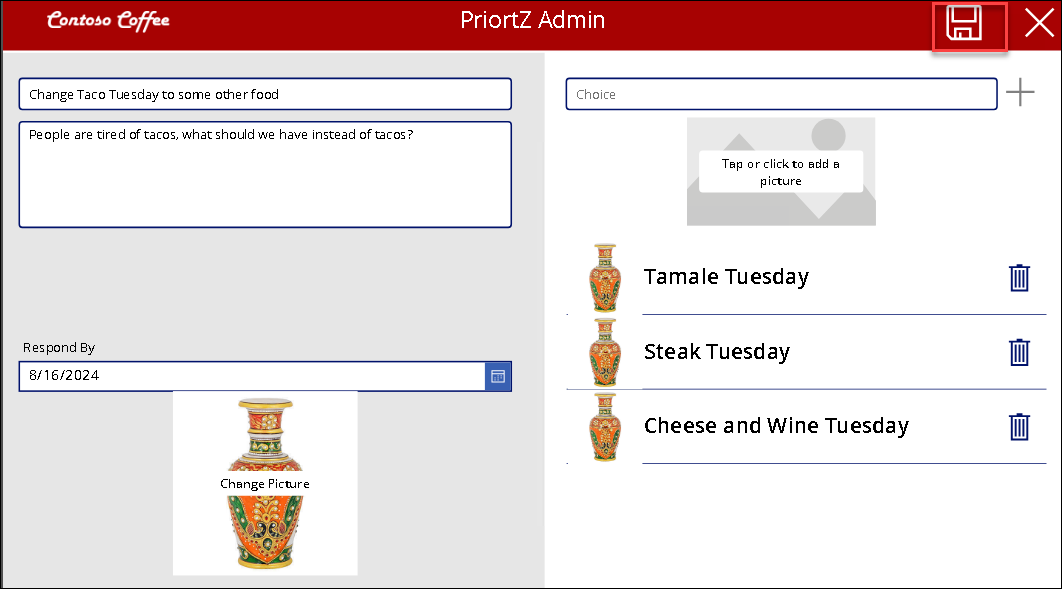 Contoso Coffee
PriortZ Admin
Change Taco Tuesday to some other food
People are tired of tacos, what should we have instead of tacos?
Respond By
8/16/2024
Change Picture
Choice
Tap or click to add a
picture
Tamale Tuesday
Steak Tuesday
Cheese and Wine Tuesday